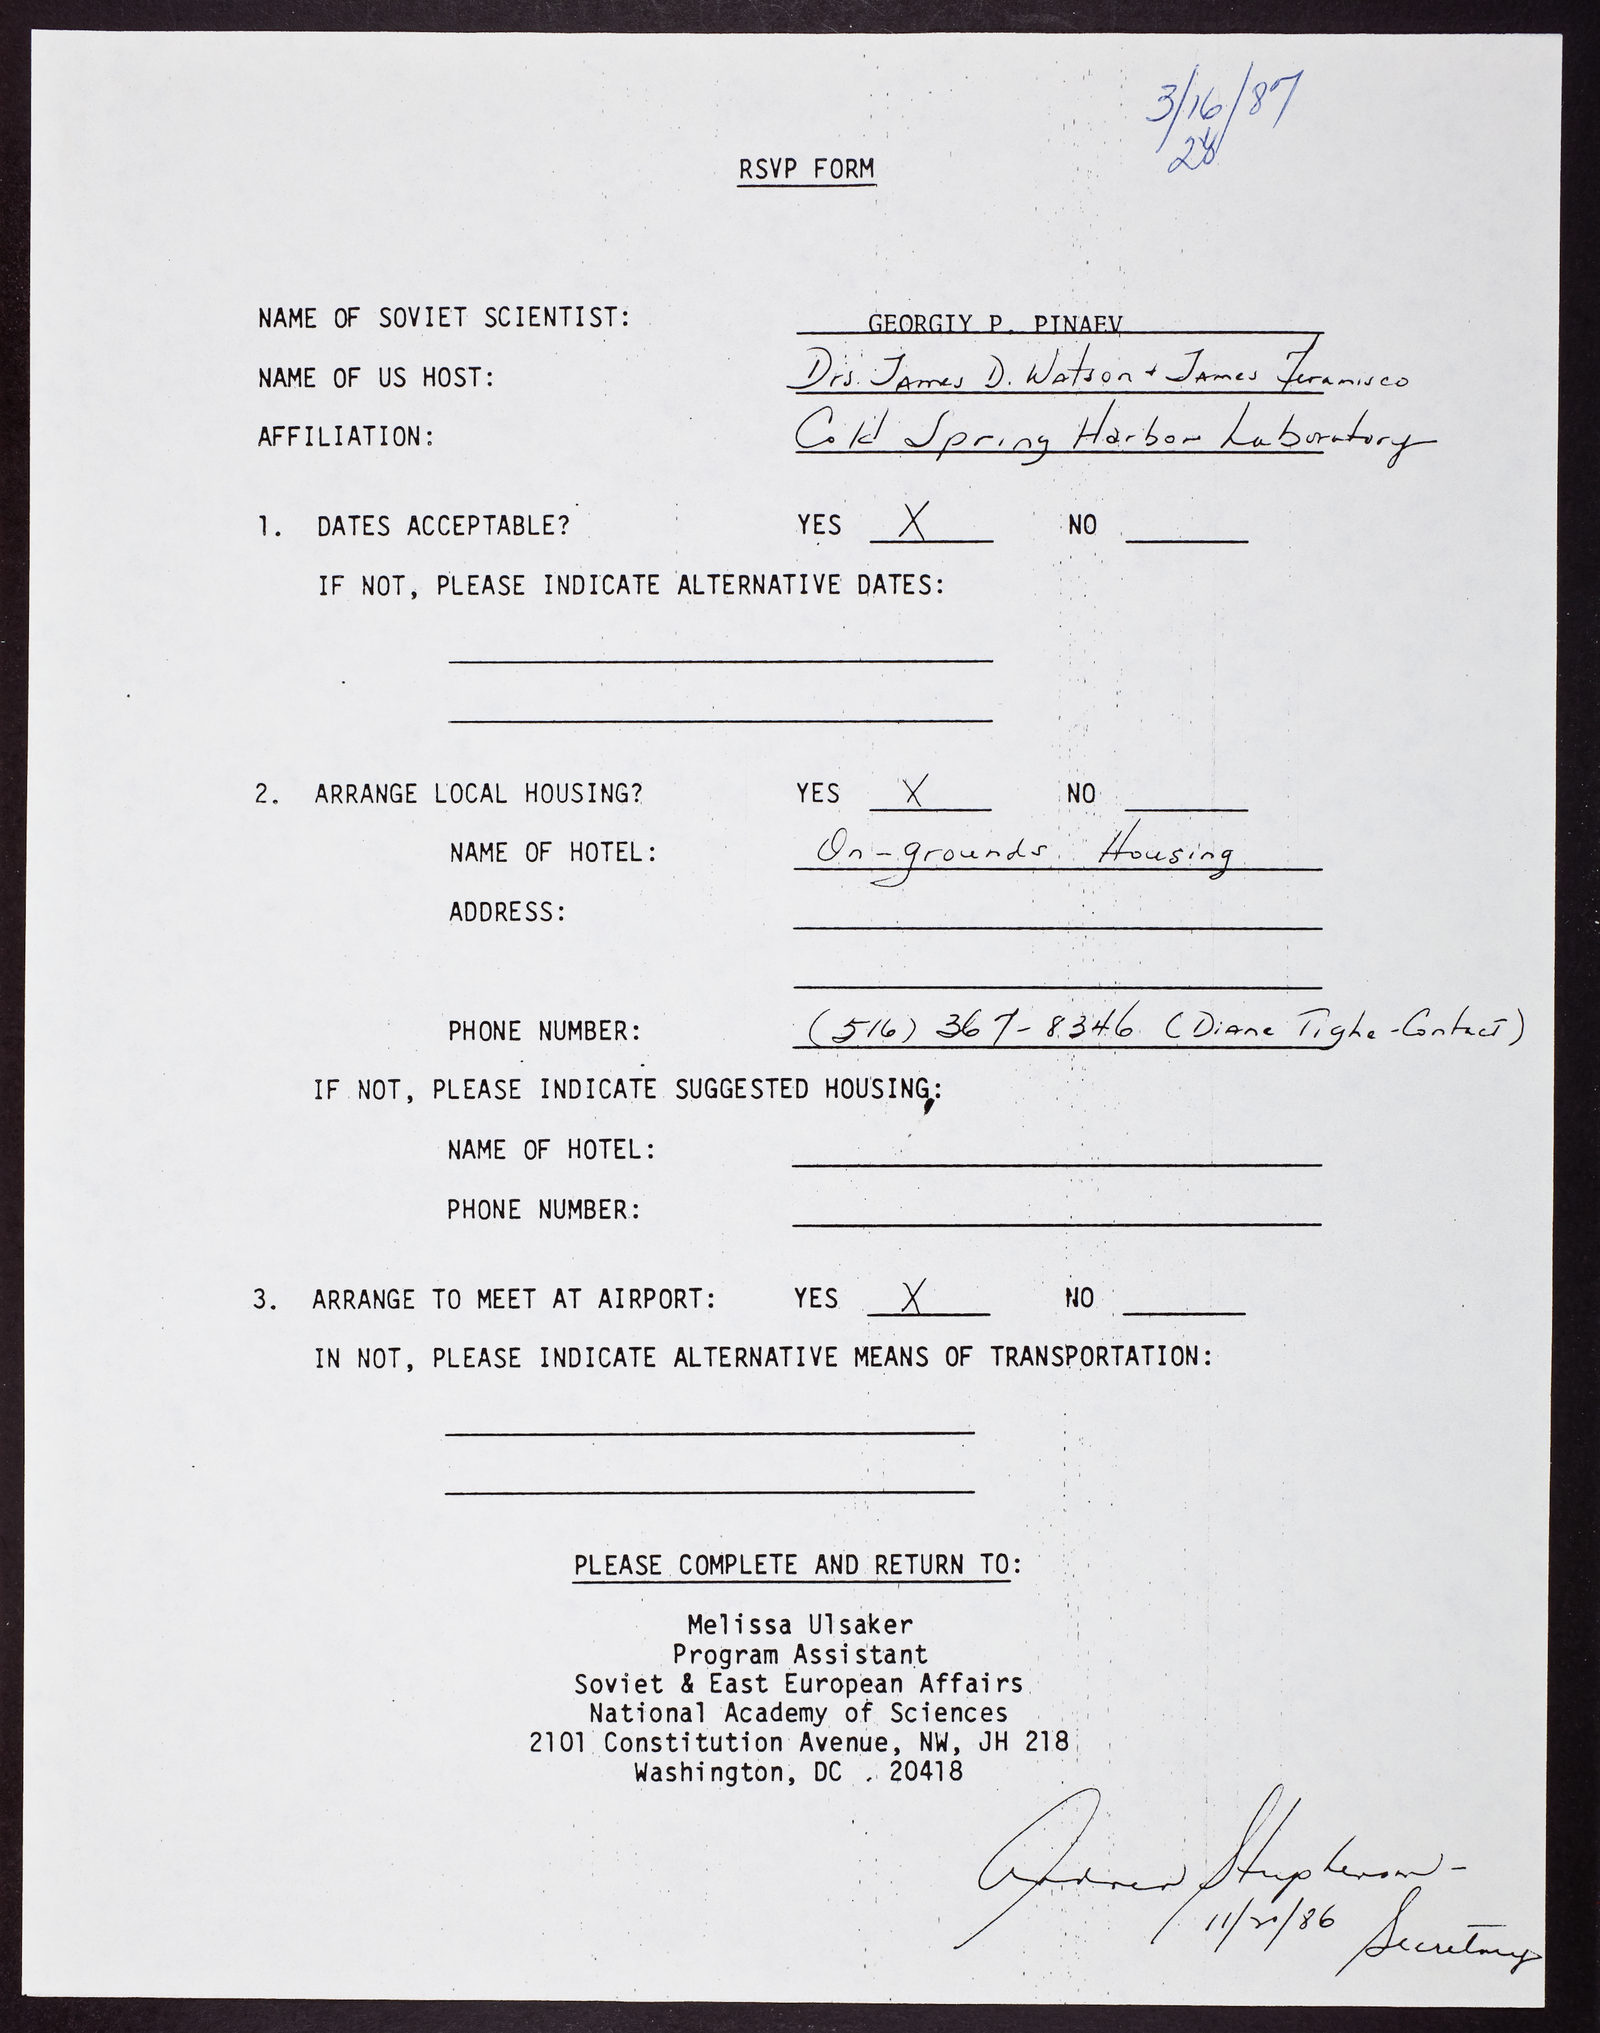 3/16/87
28
RSVP FORM
NAME OF SOVIET SCIENTIST: GEORGIY P. PINAEV
NAME OF US HOST: Drs. James D. Watson + James Feramisco
AFFILIATION: Cold Spring Harbor Laboratory
1. DATES ACCEPTABLE? YES X NO
IF NOT, PLEASE INDICATE ALTERNATIVE DATES:
2. ARRANGE LOCAL HOUSING? YES X NO
NAME OF HOTEL: On-grounds Housing
ADDRESS:
PHONE NUMBER: (516) 367-8346 (Diane Tighe-Contact)
IF NOT, PLEASE INDICATE SUGGESTED HOUSING:
NAME OF HOTEL:
PHONE NUMBER:
3. ARRANGE TO MEET AT AIRPORT: YES X NO
IN NOT, PLEASE INDICATE ALTERNATIVE MEANS OF TRANSPORTATION:
PLEASE COMPLETE AND RETURN TO:
Melissa Ulsaker
Program Assistant
Soviet & East European Affairs
National Academy of Sciences
2101 Constitution Avenue, NW, JH 218
Washington, DC . 20418
Stephenson -
11/20/86 Secretary